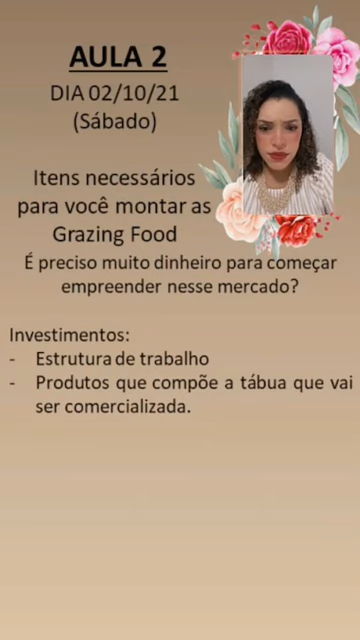 AULA 2
DIA 02/10/21
(Sábado)
Itens necessários
para você montar as
Grazing Food
É preciso muito dinheiro para começar
empreender nesse mercado?
Investimentos:
- Estrutura de trabalho
- Produtos que compõe a tábua que vai
ser comercializada.